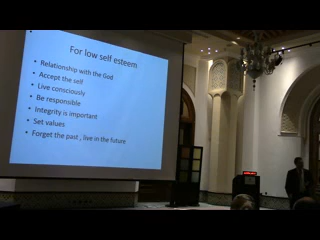 For low self esteem
• Relationship with the God
• Accept the self
• Live consciously
• Be responsible
• Integrity is important
• Set values
• Forget the past , live in the future